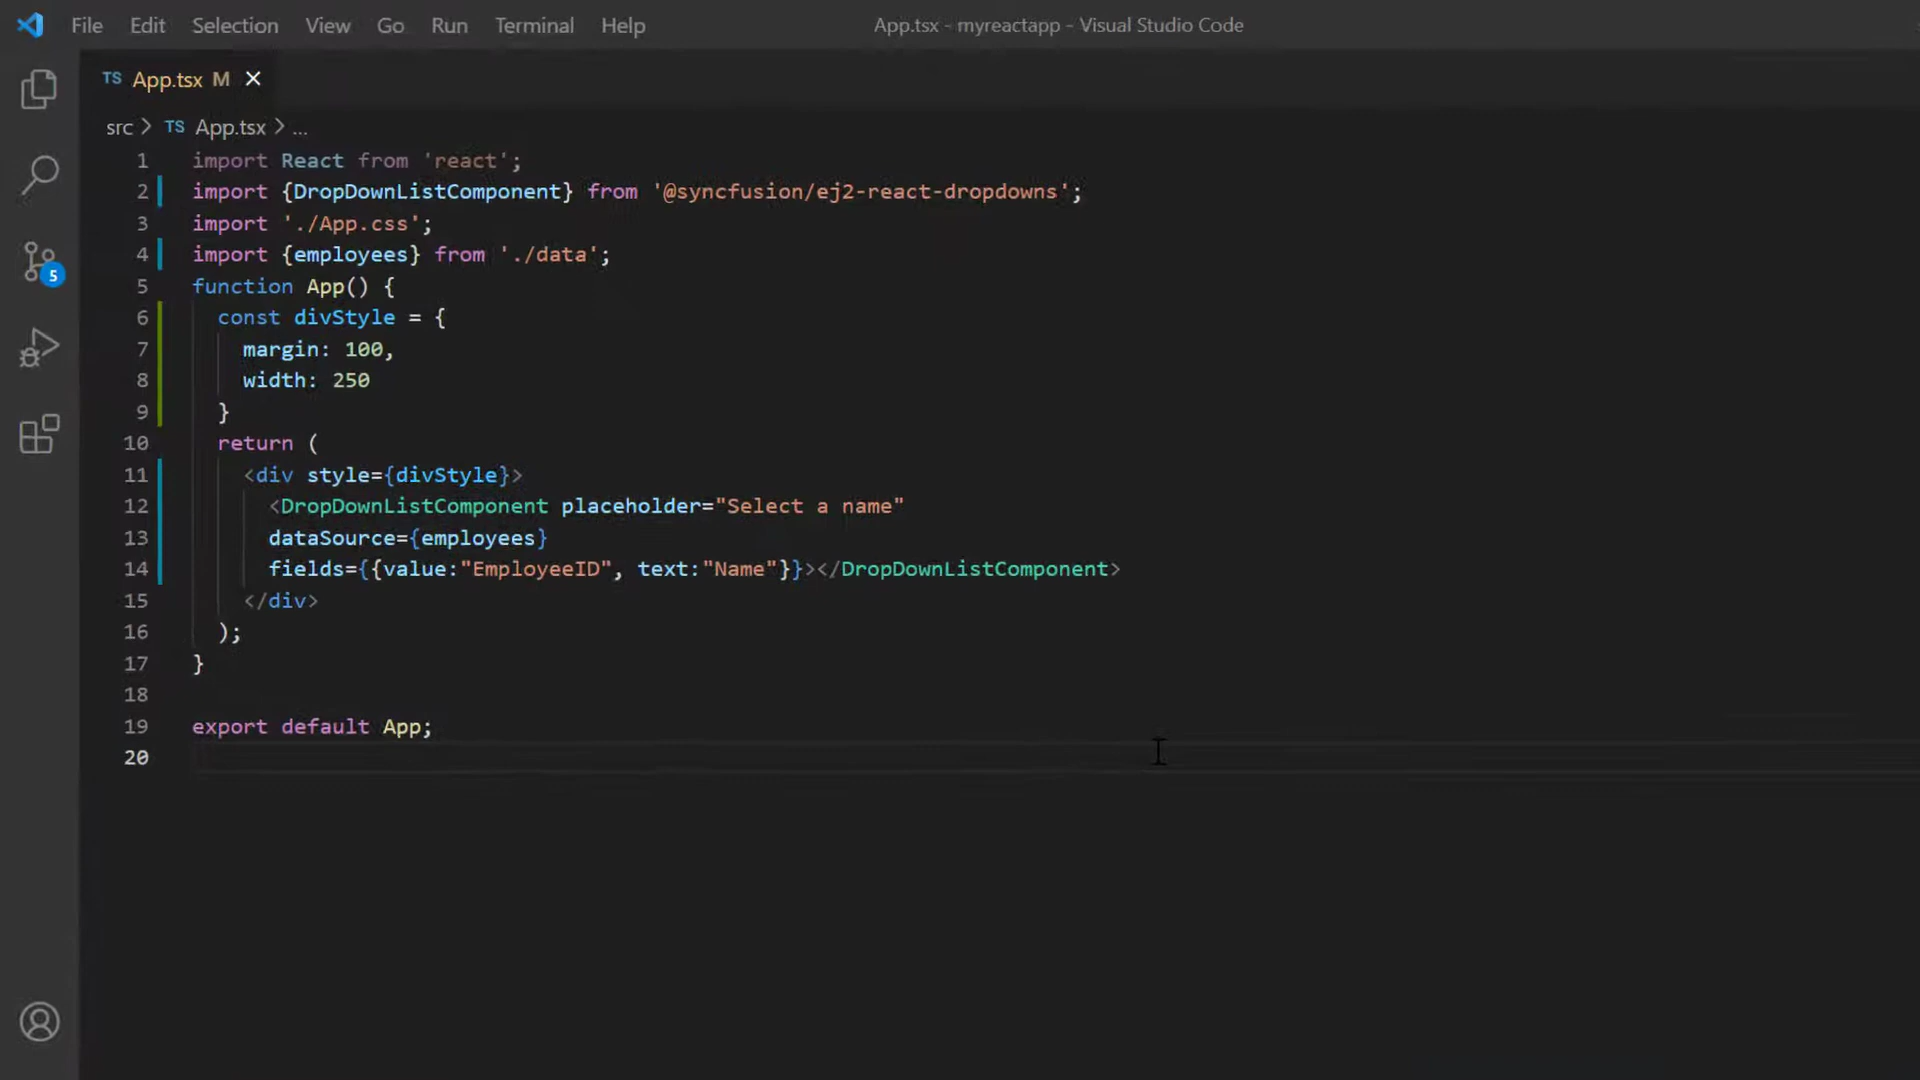 File Edit Selection View Go Run Terminal Help App.tsx - myreactapp - Visual Studio Code
TS App.tsx M
src > TS App.tsx > ...
1 import React from 'react';
2 import {DropDownListComponent} from '@syncfusion/ej2-react-dropdowns';
3 import './App.css';
4 import {employees} from './data';
5 function App() {
6 const divStyle = {
7 margin: 100,
8 width: 250
9 }
10 return (
11 <div style={divStyle}>
12 <DropDownListComponent placeholder="Select a name"
13 dataSource={employees}
14 fields={{value:"EmployeeID", text:"Name"}}></DropDownListComponent>
15 </div>
16 );
17 }
18
19 export default App;
20
5